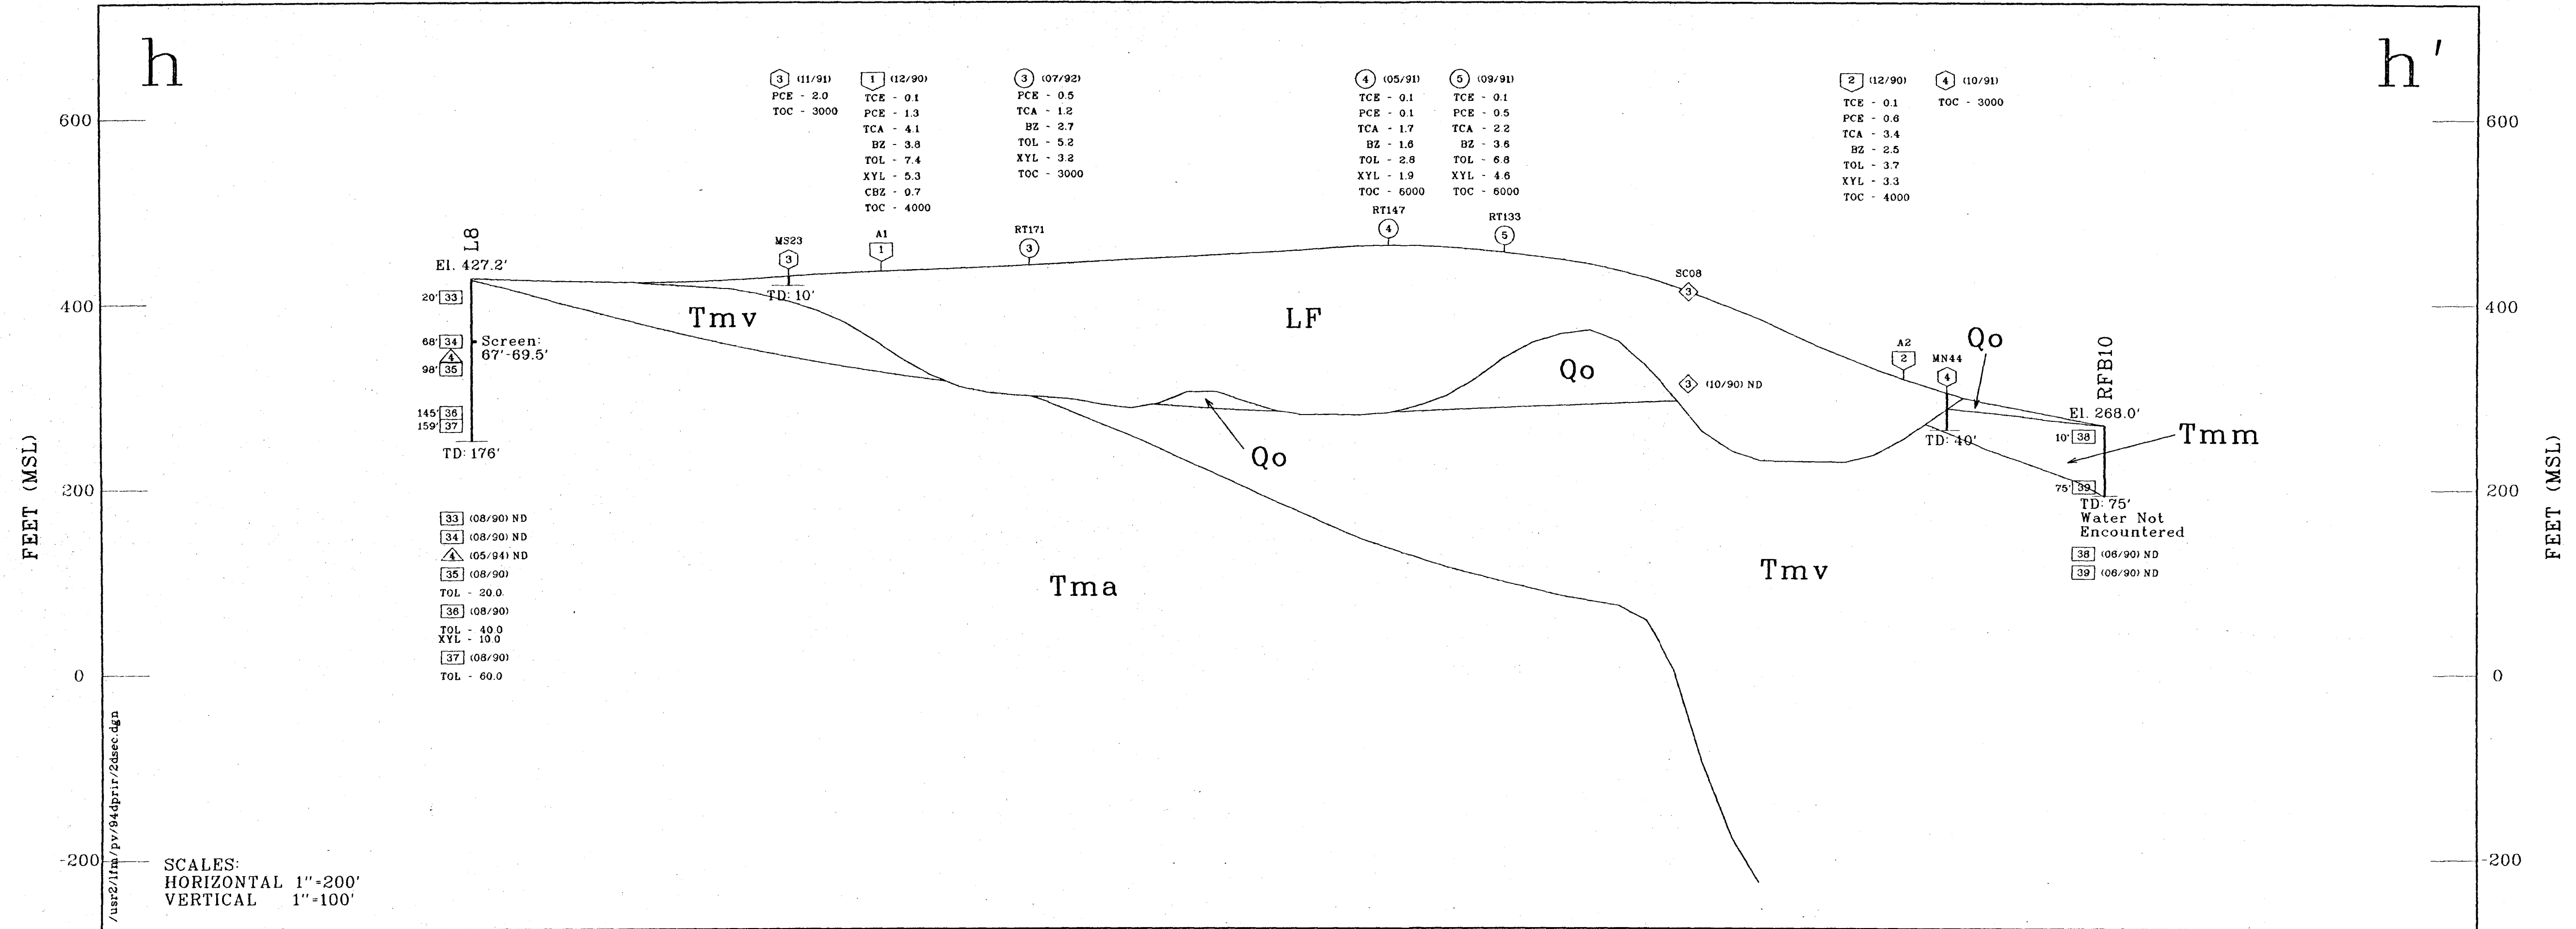 h
h'
3 (11/91)
PCE - 2.0
TOC - 3000
1 (12/90)
TCE - 0.1
PCE - 1.3
TCA - 4.1
BZ - 3.8
TOL - 7.4
XYL - 5.3
CBZ - 0.7
TOC - 4000
3 (07/92)
PCE - 0.5
TCA - 1.2
BZ - 2.7
TOL - 5.2
XYL - 3.2
TOC - 3000
4 (05/91)
TCE - 0.1
PCE - 0.1
TCA - 1.7
BZ - 1.6
TOL - 2.8
XYL - 1.9
TOC - 6000
5 (09/91)
TCE - 0.1
PCE - 0.5
TCA - 2.2
BZ - 3.6
TOL - 6.8
XYL - 4.6
TOC - 6000
2 (12/90)
TCE - 0.1
PCE - 0.6
TCA - 3.4
BZ - 2.5
TOL - 3.7
XYL - 3.3
TOC - 4000
4 (10/91)
TOC - 3000
600
400
200
0
-200
FEET (MSL)
600
400
200
0
-200
FEET (MSL)
L8
El. 427.2'
20' 33
68' 34
4
98' 35
145' 36
159' 37
Screen:
67'-69.5'
TD: 176'
MS23
3
TD: 10'
A1
1
RT171
3
RT147
4
RT133
5
SC08
3
3 (10/90) ND
A2
2
MN44
4
TD: 40'
Qo
RFB10
El. 268.0'
10' 38
75' 39
TD: 75'
Water Not
Encountered
38 (06/90) ND
39 (06/90) ND
Tmm
Tmv
LF
Qo
Qo
Tma
Tmv
33 (08/90) ND
34 (08/90) ND
4 (05/94) ND
35 (08/90)
TOL - 20.0
36 (08/90)
TOL - 40.0
XYL - 10.0
37 (08/90)
TOL - 60.0
/usr2/lfm/pv/94dprir/2dsec.dgn
SCALES:
HORIZONTAL 1"=200'
VERTICAL 1"=100'